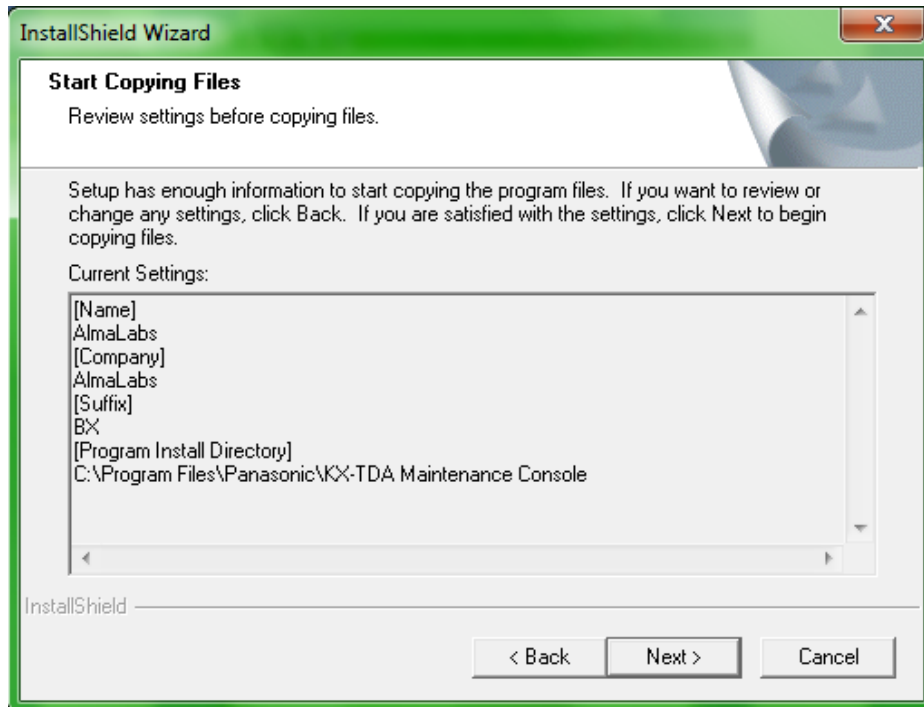 InstallShield Wizard
Start Copying Files
Review settings before copying files.
Setup has enough information to start copying the program files.  If you want to review or
change any settings, click Back.  If you are satisfied with the settings, click Next to begin
copying files.
Current Settings:
[Name]
AlmaLabs
[Company]
AlmaLabs
[Suffix]
BX
[Program Install Directory]
C:\Program Files\Panasonic\KX-TDA Maintenance Console
InstallShield
< Back
Next >
Cancel